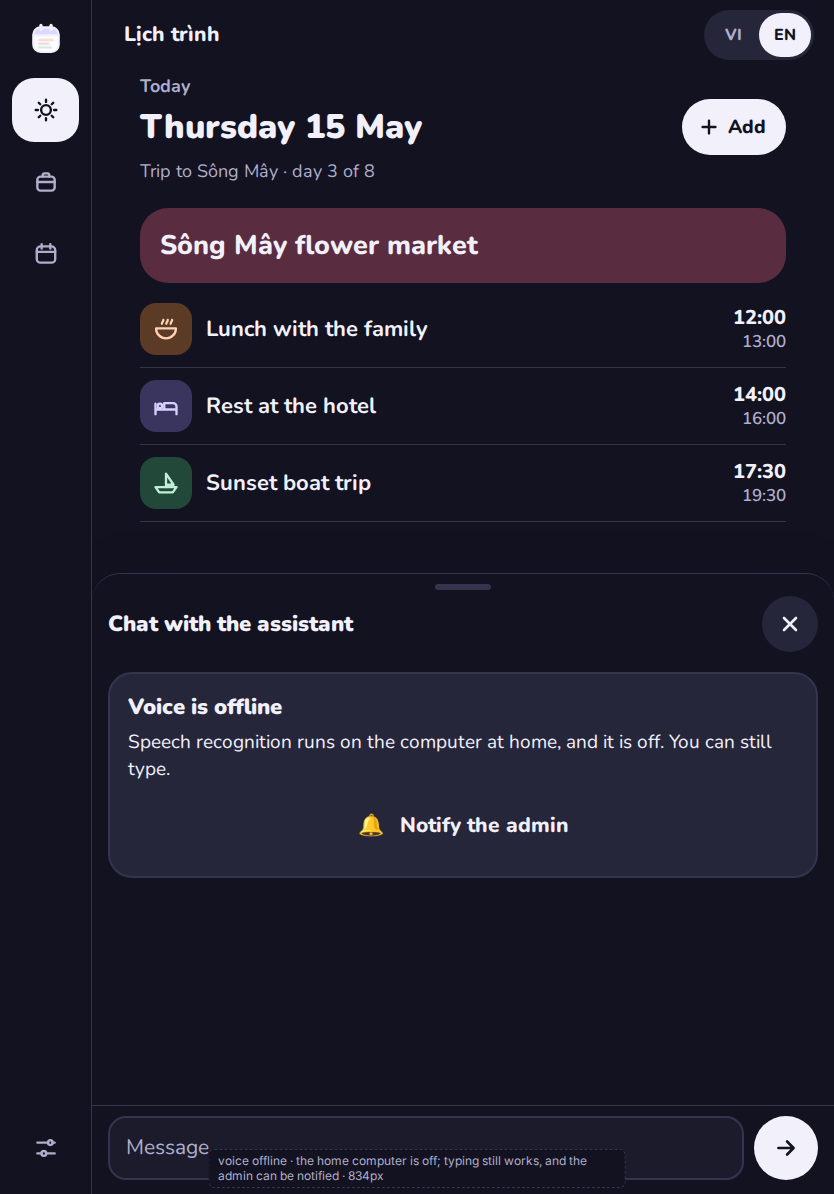 Lịch trình
VI
EN
Today
Thursday 15 May
+ Add
Trip to Sông Mây · day 3 of 8
Sông Mây flower market
Lunch with the family
12:00
13:00
Rest at the hotel
14:00
16:00
Sunset boat trip
17:30
19:30
Chat with the assistant
Voice is offline
Speech recognition runs on the computer at home, and it is off. You can still
type.
🔔 Notify the admin
Message
voice offline · the home computer is off; typing still works, and the
admin can be notified · 834px